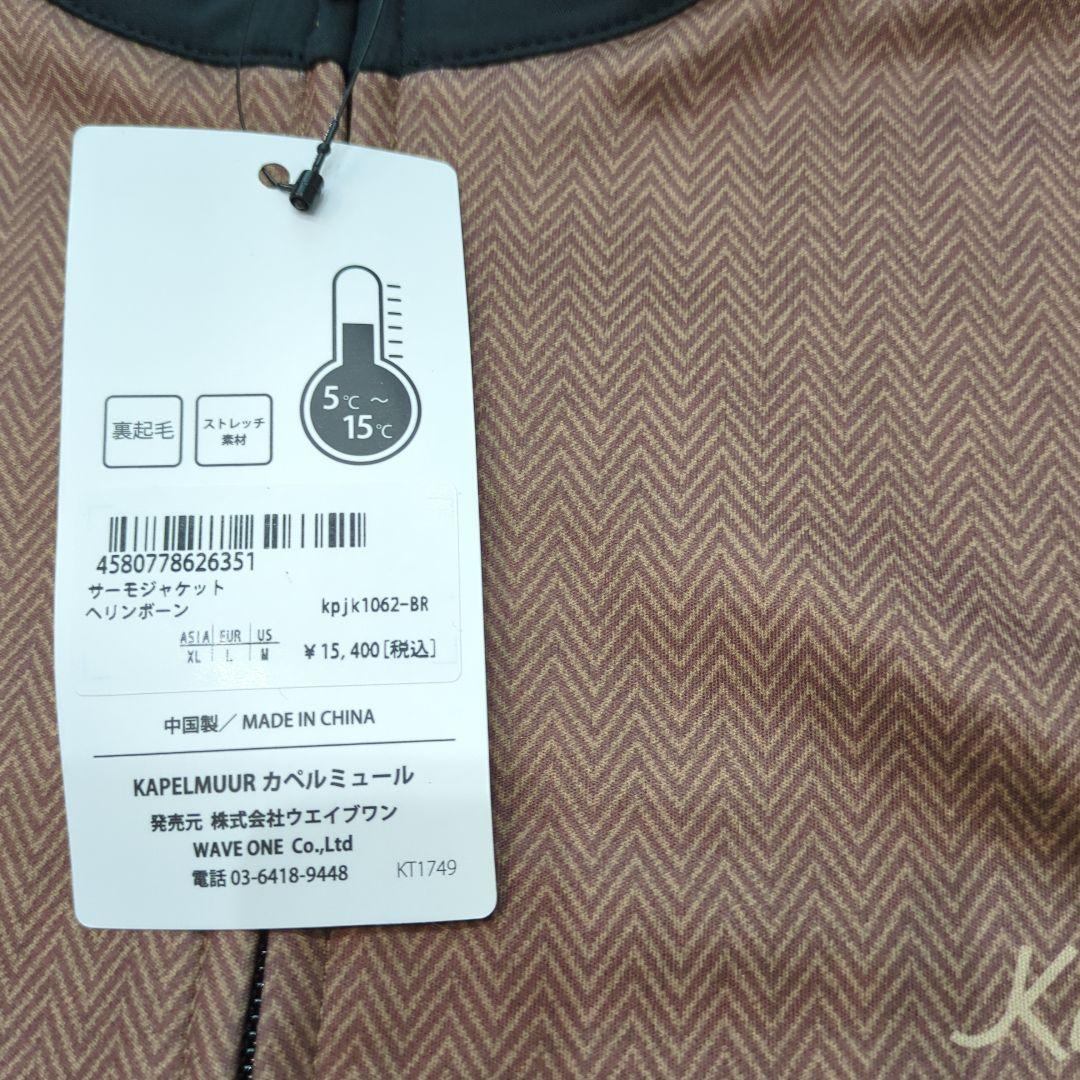 5℃ ～
15℃
裏起毛
ストレッチ
素材
4580778626351
サーモジャケット
ヘリンボーン
kpjk1062-BR
ASIA EUR US
XL L M
¥15,400[税込]
中国製／MADE IN CHINA
KAPELMUUR カペルミュール
発売元 株式会社ウエイブワン
WAVE ONE Co.,Ltd
電話 03-6418-9448
KT1749